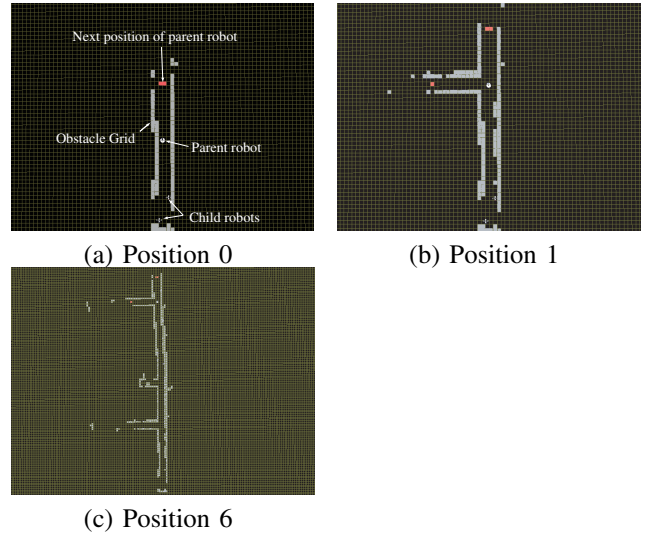 Next position of parent robot
Obstacle Grid
Parent robot
Child robots
(a) Position 0
(b) Position 1
(c) Position 6